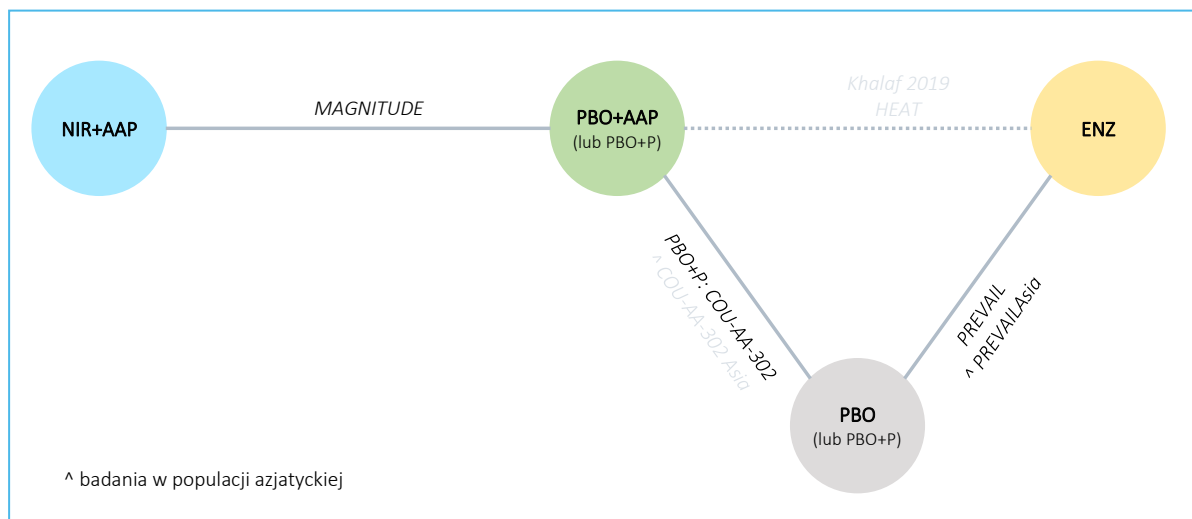 NIR+AAP
MAGNITUDE
PBO+AAP
(lub PBO+P)
Khalaf 2019
HEAT
ENZ
PBO+P: COU-AA-302
^ COU-AA-302 Asia
PREVAIL
^ PREVAILAsia
PBO
(lub PBO+P)
^ badania w populacji azjatyckiej